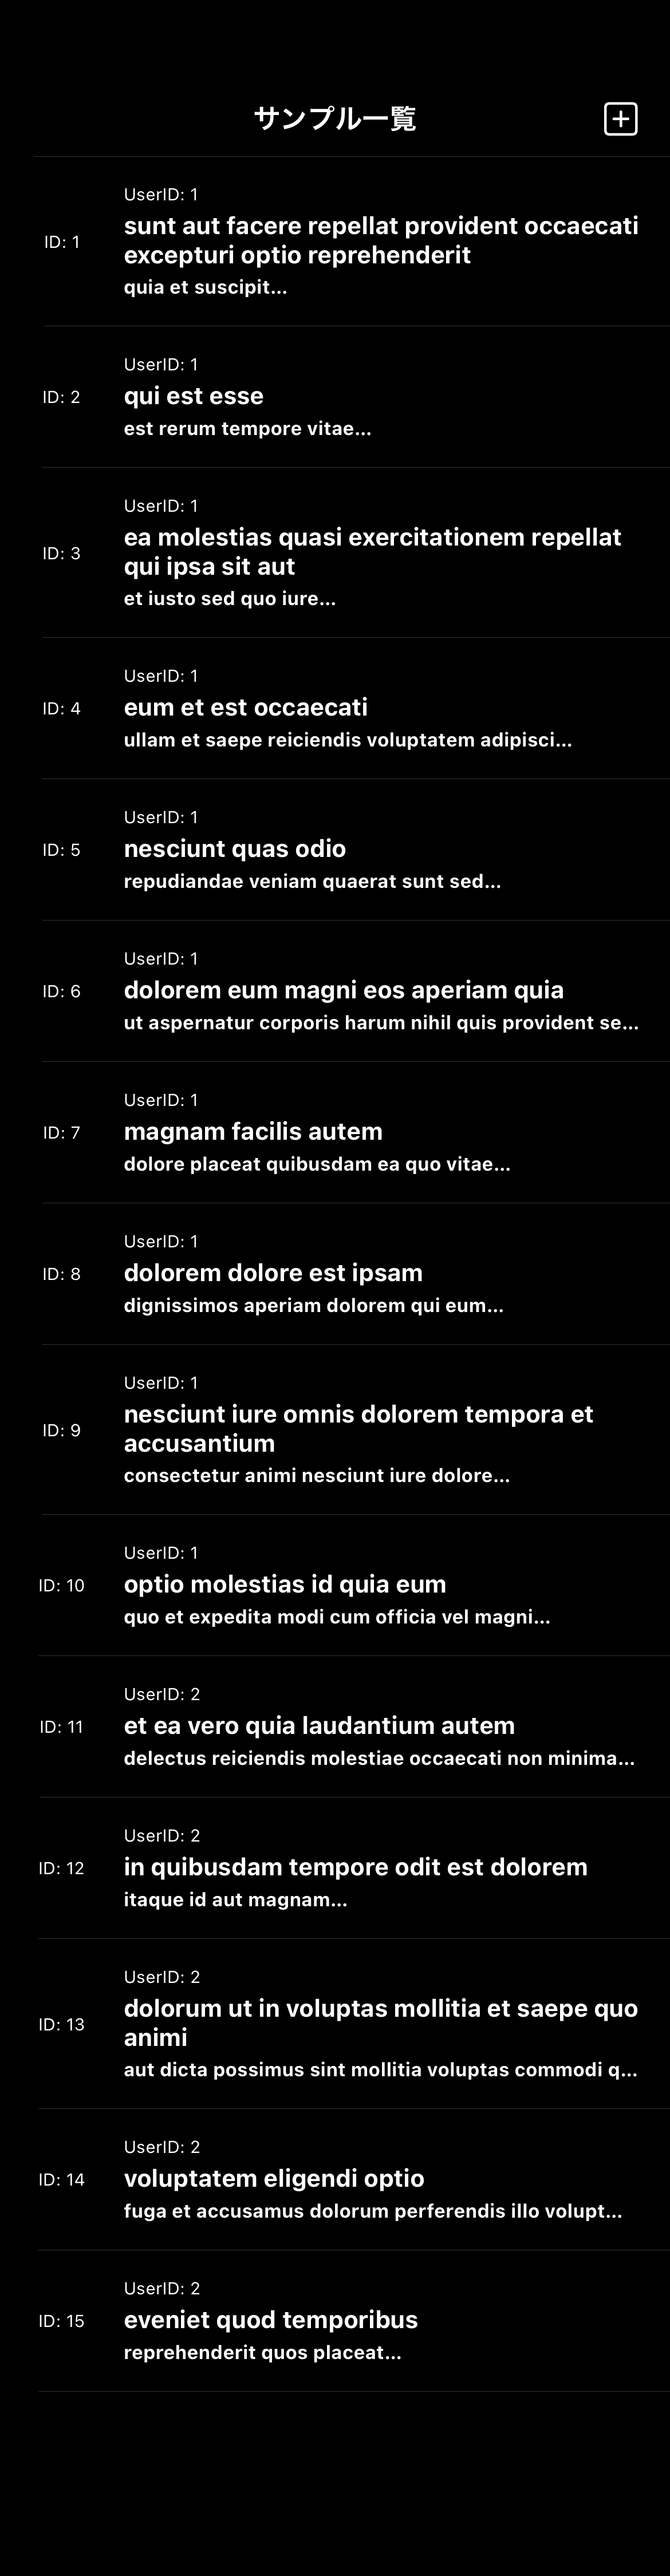 サンプル一覧
UserID: 1
ID: 1
sunt aut facere repellat provident occaecati
excepturi optio reprehenderit
quia et suscipit...
UserID: 1
ID: 2
qui est esse
est rerum tempore vitae...
UserID: 1
ID: 3
ea molestias quasi exercitationem repellat
qui ipsa sit aut
et iusto sed quo iure...
UserID: 1
ID: 4
eum et est occaecati
ullam et saepe reiciendis voluptatem adipisci...
UserID: 1
ID: 5
nesciunt quas odio
repudiandae veniam quaerat sunt sed...
UserID: 1
ID: 6
dolorem eum magni eos aperiam quia
ut aspernatur corporis harum nihil quis provident se...
UserID: 1
ID: 7
magnam facilis autem
dolore placeat quibusdam ea quo vitae...
UserID: 1
ID: 8
dolorem dolore est ipsam
dignissimos aperiam dolorem qui eum...
UserID: 1
ID: 9
nesciunt iure omnis dolorem tempora et
accusantium
consectetur animi nesciunt iure dolore...
UserID: 1
ID: 10
optio molestias id quia eum
quo et expedita modi cum officia vel magni...
UserID: 2
ID: 11
et ea vero quia laudantium autem
delectus reiciendis molestiae occaecati non minima...
UserID: 2
ID: 12
in quibusdam tempore odit est dolorem
itaque id aut magnam...
UserID: 2
ID: 13
dolorum ut in voluptas mollitia et saepe quo
animi
aut dicta possimus sint mollitia voluptas commodi q...
UserID: 2
ID: 14
voluptatem eligendi optio
fuga et accusamus dolorum perferendis illo volupt...
UserID: 2
ID: 15
eveniet quod temporibus
reprehenderit quos placeat...